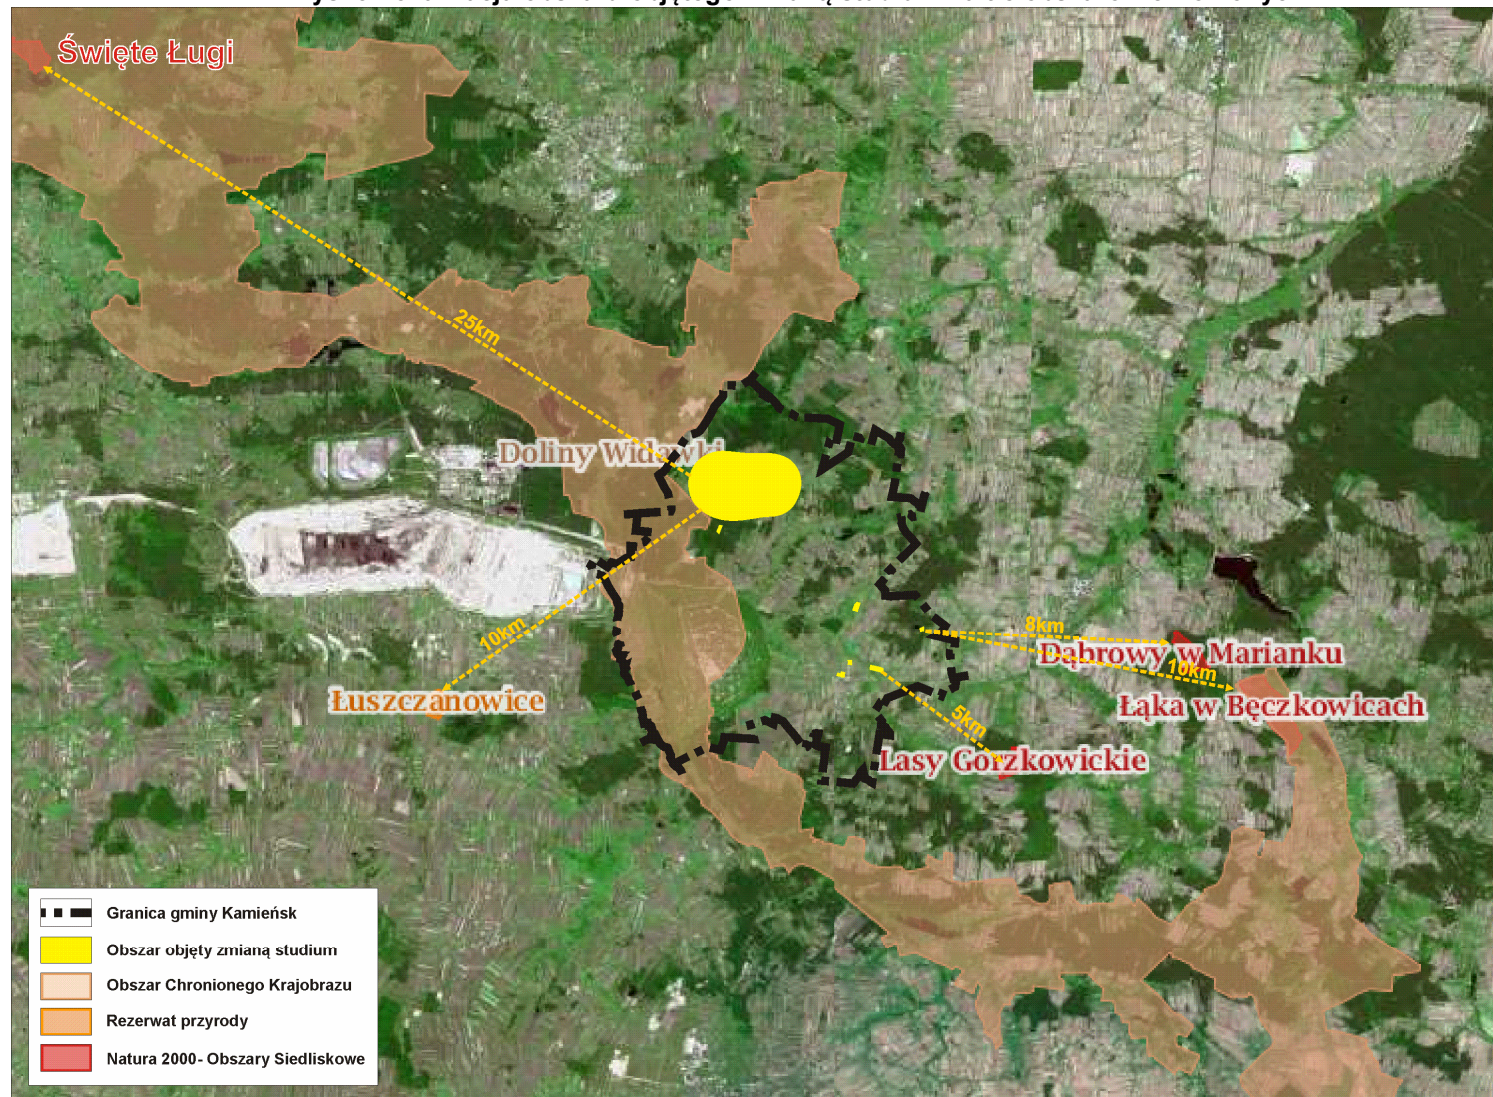 Święte Ługi
25km
Doliny Widawki
10km
Łuszczanowice
8km
Dąbrowy w Marianku
10km
Łąka w Bęczkowicach
5km
Lasy Gorzkowickie
Granica gminy Kamieńsk
Obszar objęty zmianą studium
Obszar Chronionego Krajobrazu
Rezerwat przyrody
Natura 2000- Obszary Siedliskowe